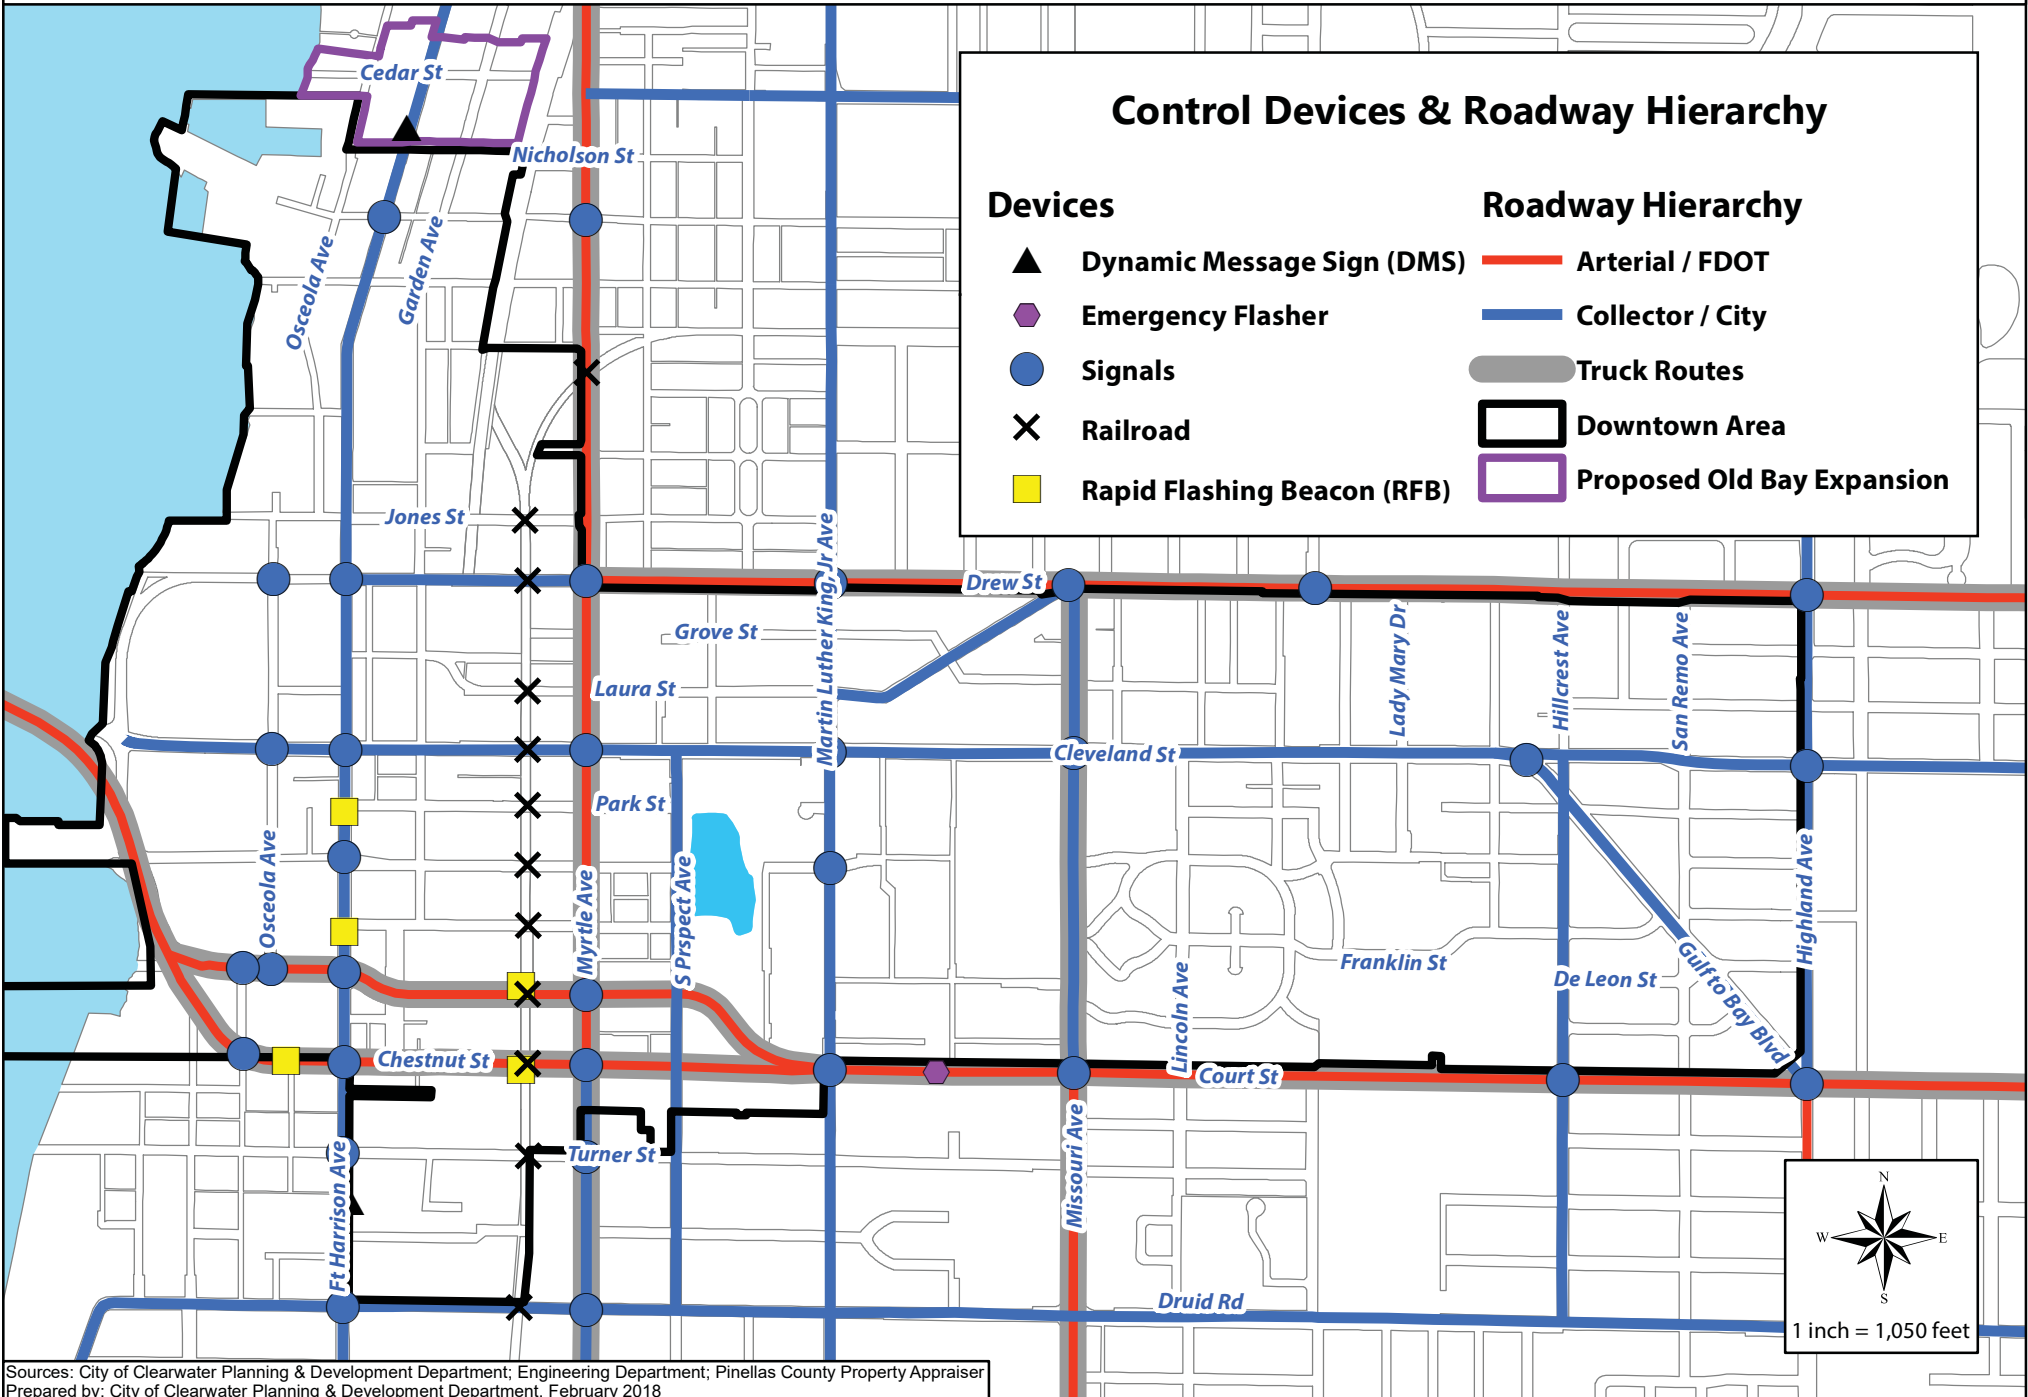 Control Devices & Roadway Hierarchy
Devices
Dynamic Message Sign (DMS)
Emergency Flasher
Signals
Railroad
Rapid Flashing Beacon (RFB)
Roadway Hierarchy
Arterial / FDOT
Collector / City
Truck Routes
Downtown Area
Proposed Old Bay Expansion
Cedar St
Nicholson St
Osceola Ave
Garden Ave
Jones St
Drew St
Grove St
Laura St
Martin Luther King, Jr Ave
Lady Mary Dr
Hillcrest Ave
San Remo Ave
Cleveland St
Park St
Osceola Ave
Myrtle Ave
S Prspect Ave
Highland Ave
Franklin St
De Leon St
Gulf to Bay Blvd
Lincoln Ave
Chestnut St
Court St
Turner St
Ft Harrison Ave
Missouri Ave
Druid Rd
N
W
E
S
1 inch = 1,050 feet
Sources: City of Clearwater Planning & Development Department; Engineering Department; Pinellas County Property Appraiser
Prepared by: City of Clearwater Planning & Development Department, February 2018